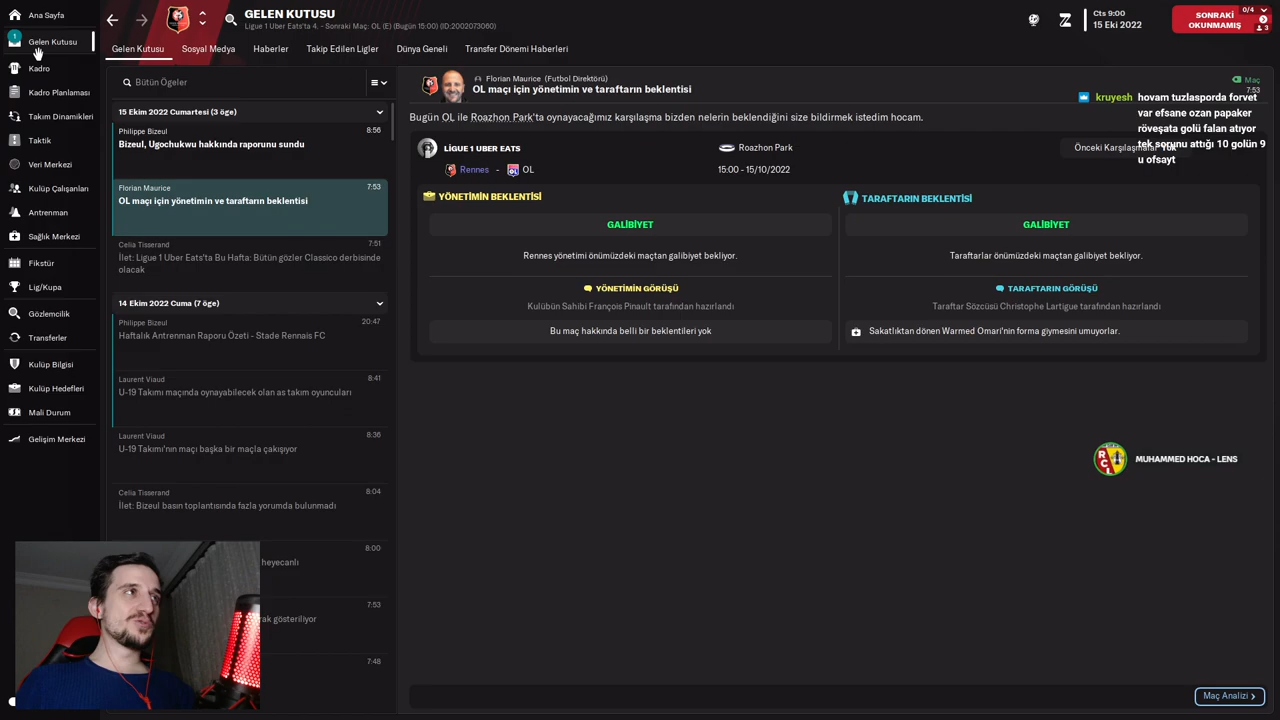 Ana Sayfa
1
Gelen Kutusu
Kadro
Kadro Planlaması
Takım Dinamikleri
Taktik
Veri Merkezi
Kulüp Çalışanları
Antrenman
Sağlık Merkezi
Fikstür
Lig/Kupa
Gözlemcilik
Transferler
Kulüp Bilgisi
Kulüp Hedefleri
Mali Durum
Gelişim Merkezi
GELEN KUTUSU
Ligue 1 Uber Eats'ta 4. - Sonraki Maç: OL (E) (Bugün 15:00) (ID:2002073060)
Cts 9:00
15 Eki 2022
SONRAKİ
OKUNMAMIŞ
0/4
3
Gelen Kutusu
Sosyal Medya
Haberler
Takip Edilen Ligler
Dünya Geneli
Transfer Dönemi Haberleri
Bütün Ögeler
15 Ekim 2022 Cumartesi (3 öge)
Philippe Bizeul 8:56
Bizeul, Ugochukwu hakkında raporunu sundu
Florian Maurice 7:53
OL maçı için yönetimin ve taraftarın beklentisi
Celia Tisserand 7:51
İlet: Ligue 1 Uber Eats'ta Bu Hafta: Bütün gözler Classico derbisinde
olacak
14 Ekim 2022 Cuma (7 öge)
Philippe Bizeul 20:47
Haftalık Antrenman Raporu Özeti - Stade Rennais FC
Laurent Viaud 8:41
U-19 Takımı maçında oynayabilecek olan as takım oyuncuları
Laurent Viaud 8:36
U-19 Takımı'nın maçı başka bir maçla çakışıyor
Celia Tisserand 8:04
İlet: Bizeul basın toplantısında fazla yorumda bulunmadı
8:00
heyecanlı
7:53
rak gösteriliyor
7:48
Florian Maurice (Futbol Direktörü)
OL maçı için yönetimin ve taraftarın beklentisi
Maç
7:53
Bugün OL ile Roazhon Park'ta oynayacağımız karşılaşma bizden nelerin beklendiğini size bildirmek istedim hocam.
LİGUE 1 UBER EATS
Rennes - OL
Roazhon Park
15:00 - 15/10/2022
Önceki Karşılaşmalar Yok
YÖNETİMİN BEKLENTİSİ
GALİBİYET
Rennes yönetimi önümüzdeki maçtan galibiyet bekliyor.
YÖNETİMİN GÖRÜŞÜ
Kulübün Sahibi François Pinault tarafından hazırlandı
Bu maç hakkında belli bir beklentileri yok
TARAFTARIN BEKLENTİSİ
GALİBİYET
Taraftarlar önümüzdeki maçtan galibiyet bekliyor.
TARAFTARIN GÖRÜŞÜ
Taraftar Sözcüsü Christophe Lartigue tarafından hazırlandı
Sakatlıktan dönen Warmed Omari'nin forma giymesini umuyorlar.
kruyesh hovam tuzlasporda forvet
var efsane ozan papaker
röveşata golü falan atıyor
tek sorunu attığı 10 golün 9
u ofsayt
MUHAMMED HOCA - LENS
Maç Analizi